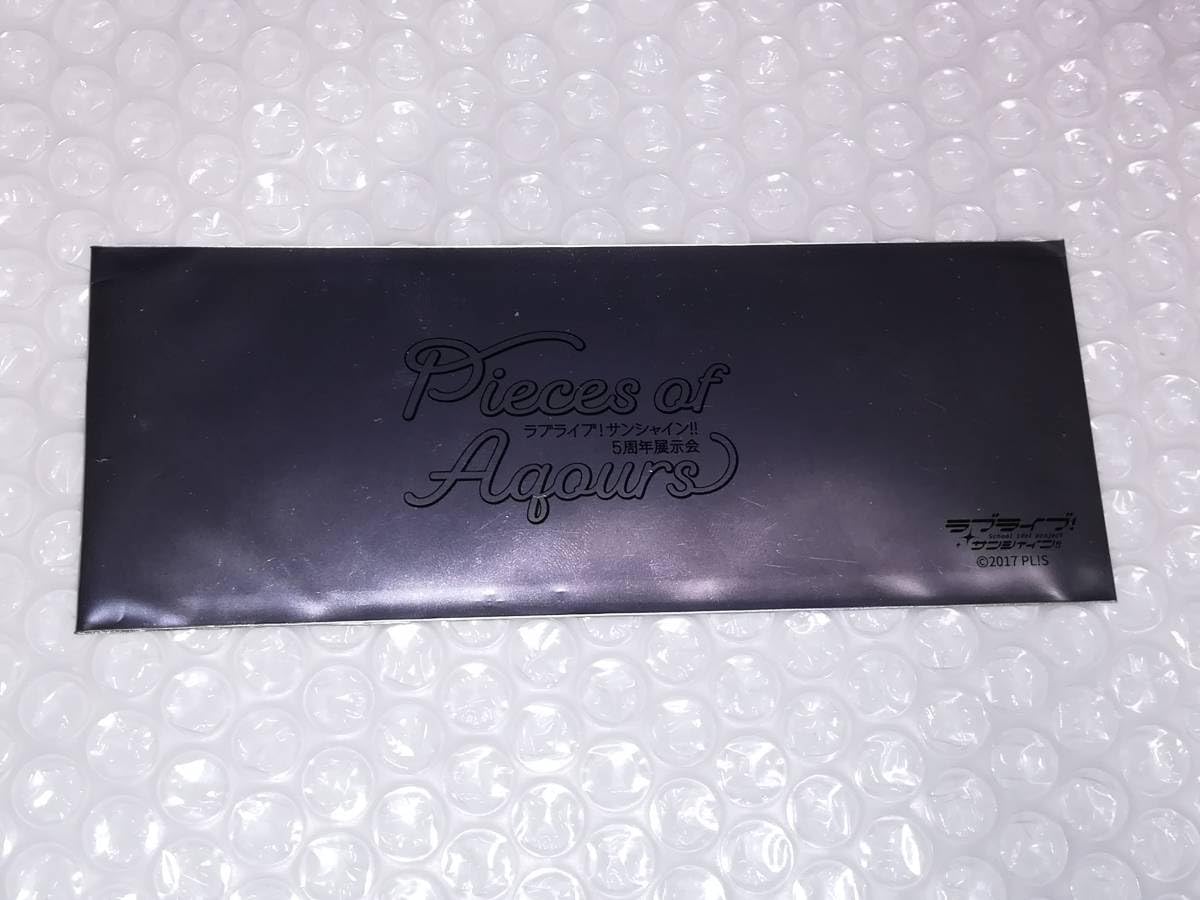 Pieces of
ラブライブ!サンシャイン!!
5周年展示会
Aqours
ラブライブ!
School idol project
サンシャイン!!
©2017 PL!S